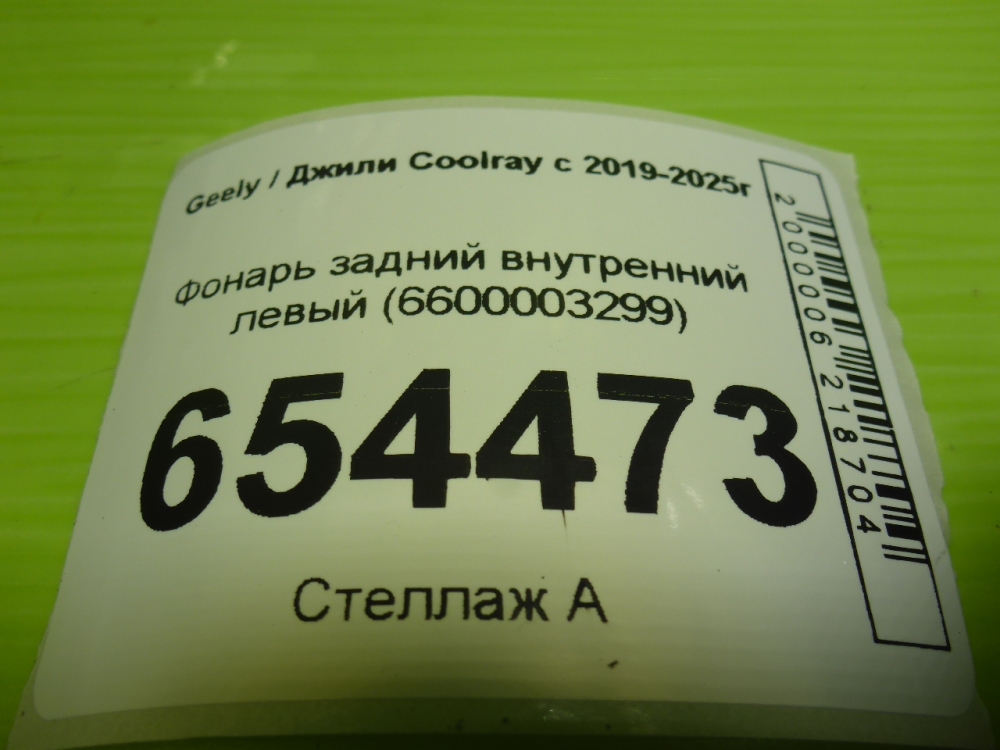 Geely / Джили Coolray с 2019-2025г
Фонарь задний внутренний
левый (6600003299)
654473
Стеллаж А
2000006218704